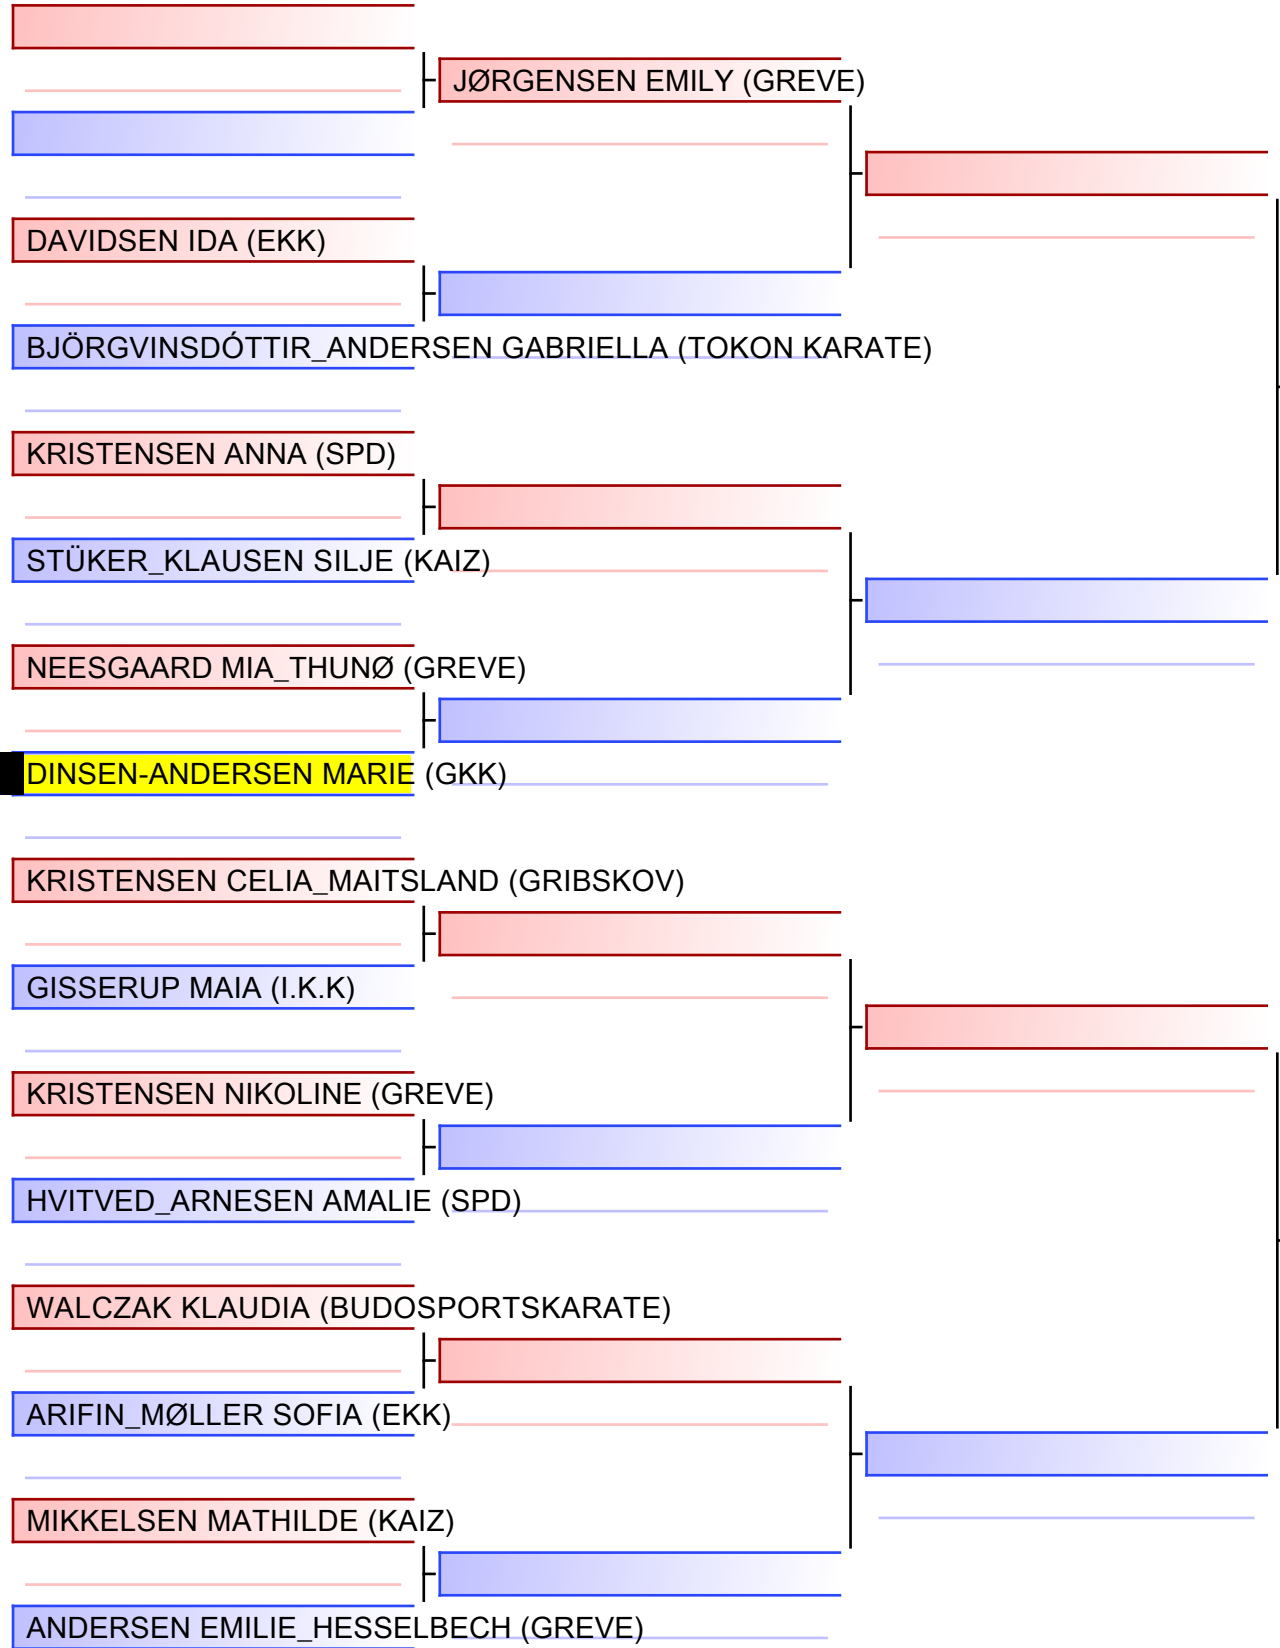 JØRGENSEN EMILY (GREVE)
DAVIDSEN IDA (EKK)
BJÖRGVINSDÓTTIR_ANDERSEN GABRIELLA (TOKON KARATE)
KRISTENSEN ANNA (SPD)
STÜKER_KLAUSEN SILJE (KAIZ)
NEESGAARD MIA_THUNØ (GREVE)
DINSEN-ANDERSEN MARIE (GKK)
KRISTENSEN CELIA_MAITSLAND (GRIBSKOV)
GISSERUP MAIA (I.K.K)
KRISTENSEN NIKOLINE (GREVE)
HVITVED_ARNESEN AMALIE (SPD)
WALCZAK KLAUDIA (BUDOSPORTSKARATE)
ARIFIN_MØLLER SOFIA (EKK)
MIKKELSEN MATHILDE (KAIZ)
ANDERSEN EMILIE_HESSELBECH (GREVE)